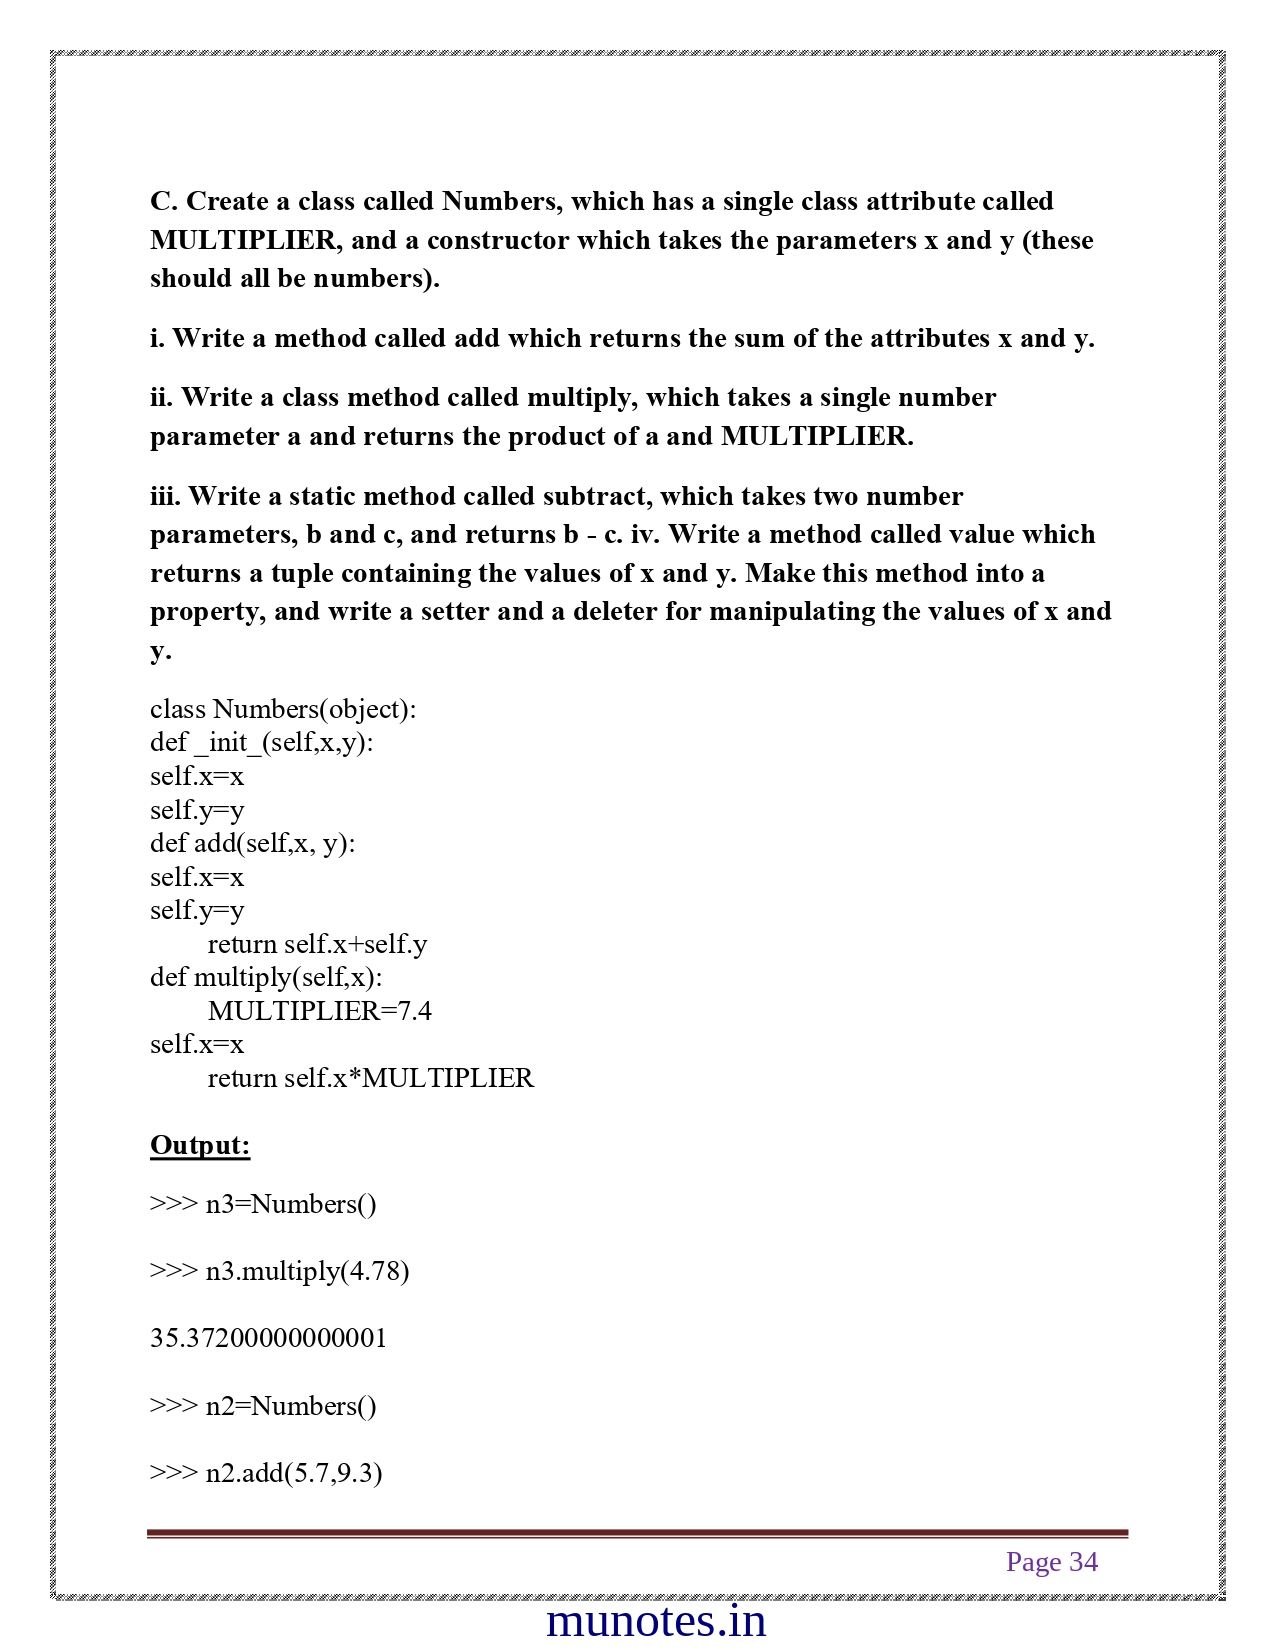 C. Create a class called Numbers, which has a single class attribute called
MULTIPLIER, and a constructor which takes the parameters x and y (these
should all be numbers).
i. Write a method called add which returns the sum of the attributes x and y.
ii. Write a class method called multiply, which takes a single number
parameter a and returns the product of a and MULTIPLIER.
iii. Write a static method called subtract, which takes two number
parameters, b and c, and returns b - c. iv. Write a method called value which
returns a tuple containing the values of x and y. Make this method into a
property, and write a setter and a deleter for manipulating the values of x and
y.
class Numbers(object):
def _init_(self,x,y):
self.x=x
self.y=y
def add(self,x, y):
self.x=x
self.y=y
return self.x+self.y
def multiply(self,x):
MULTIPLIER=7.4
self.x=x
return self.x*MULTIPLIER
Output:
>>> n3=Numbers()
>>> n3.multiply(4.78)
35.37200000000001
>>> n2=Numbers()
>>> n2.add(5.7,9.3)
Page 34
munotes.in